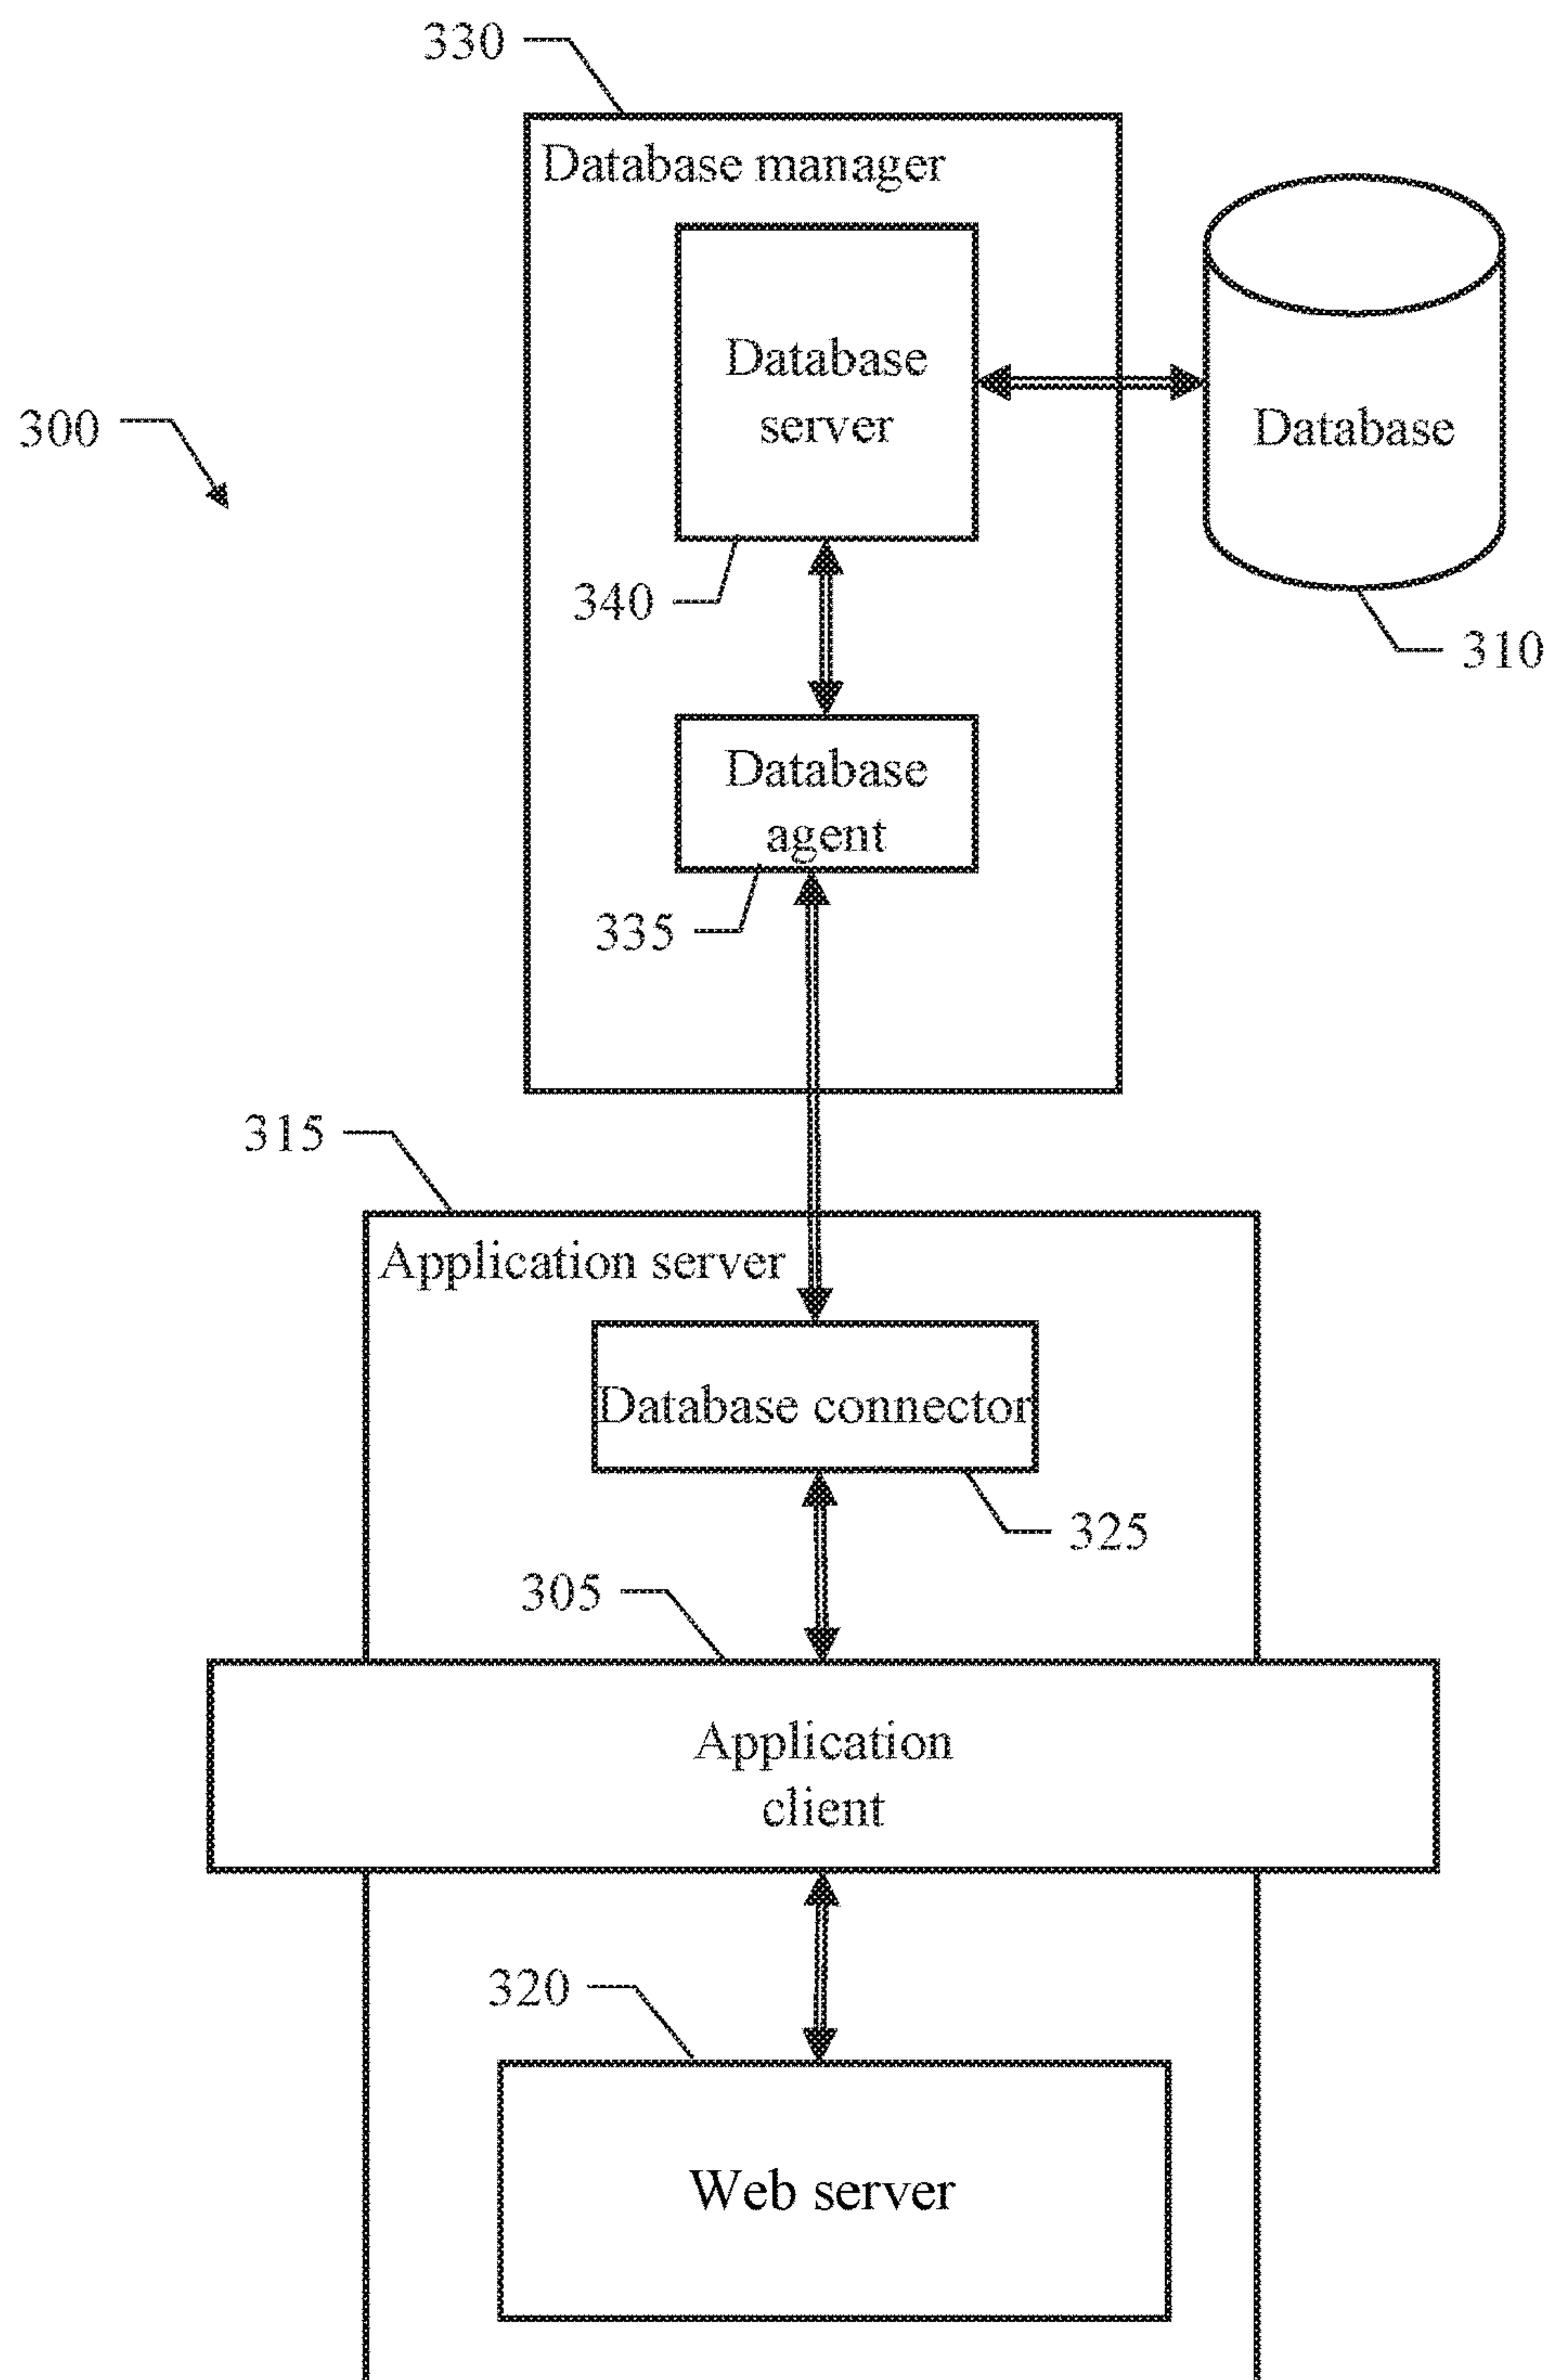 330
Database manager
Database
server
300
Database
340
310
Database
agent
335
315
Application server
Database connector
325
305
Application
client
320
Web server